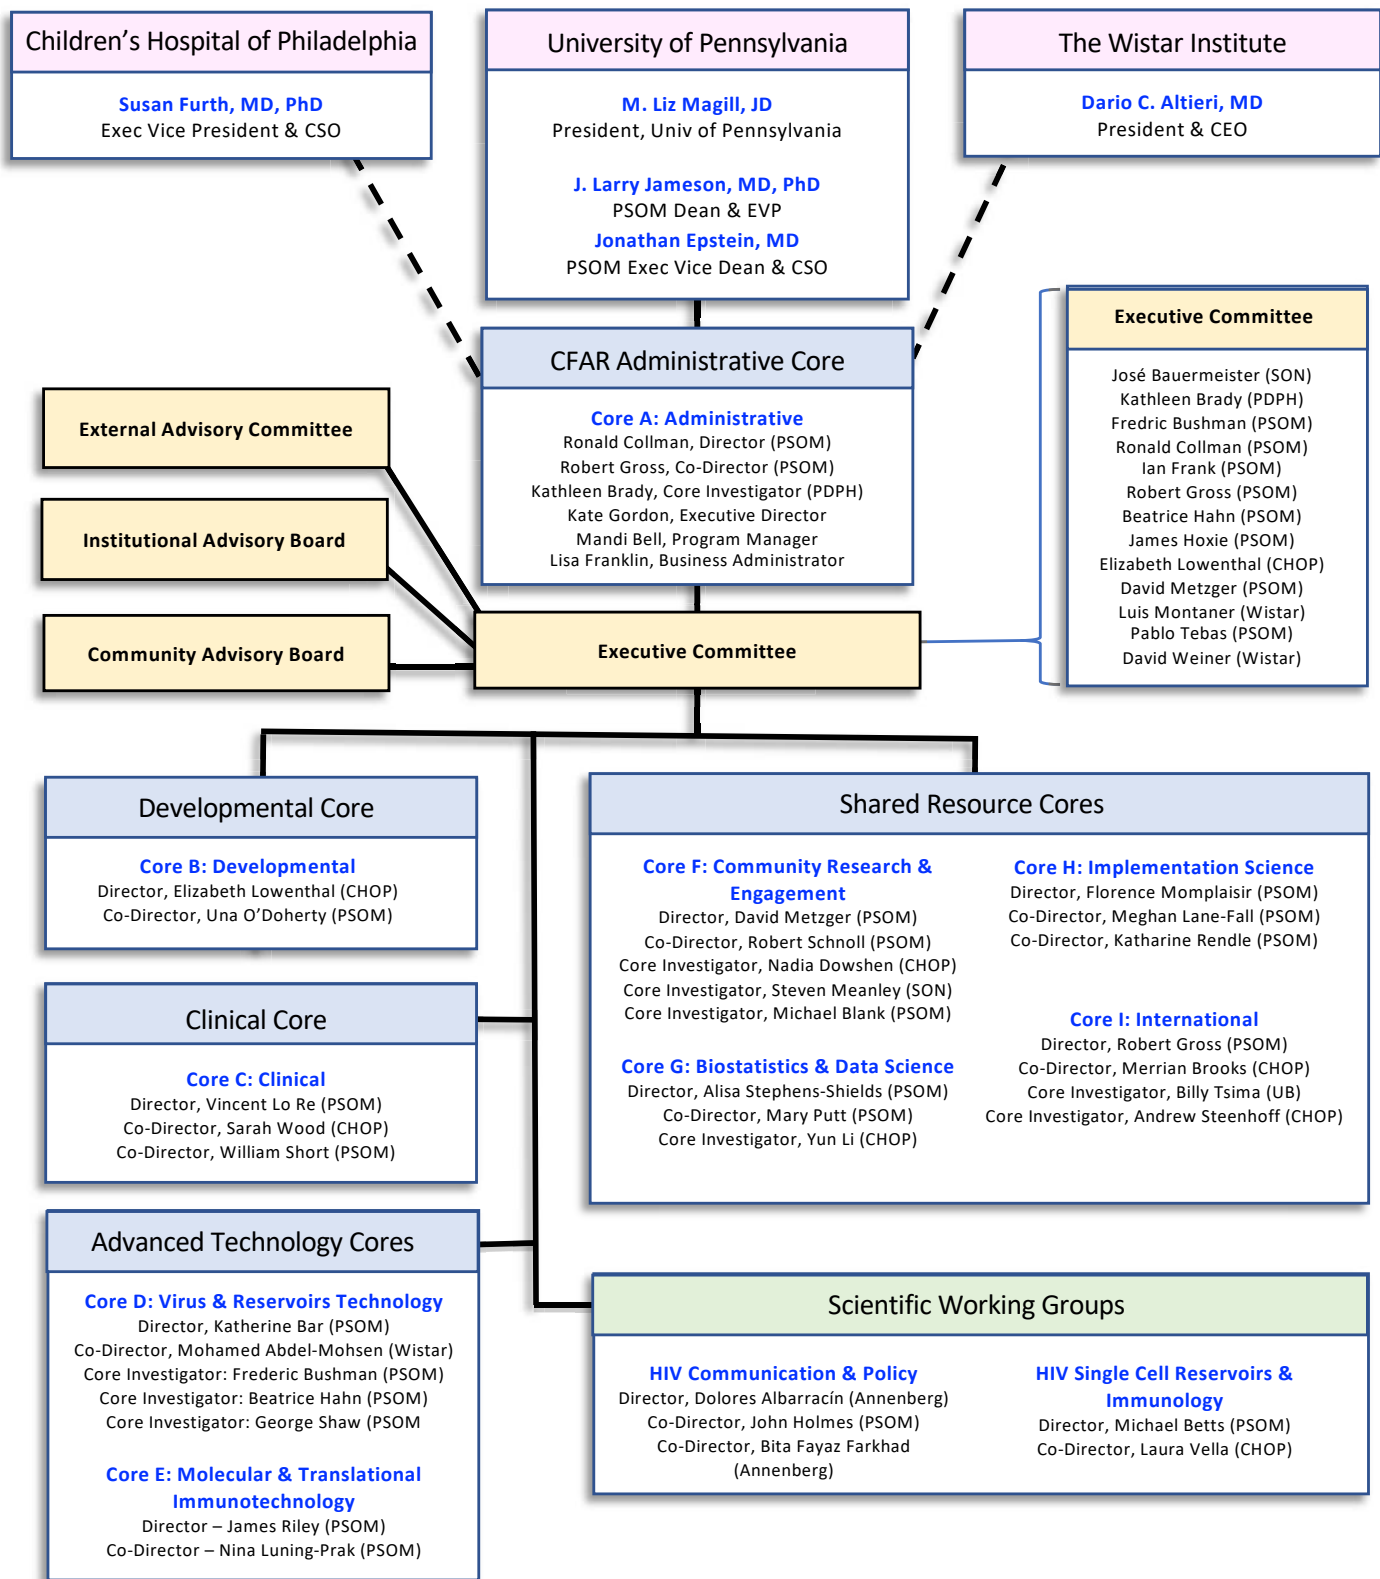 Children’s Hospital of Philadelphia
Susan Furth, MD, PhD
Exec Vice President & CSO
University of Pennsylvania
M. Liz Magill, JD
President, Univ of Pennsylvania
J. Larry Jameson, MD, PhD
PSOM Dean & EVP
Jonathan Epstein, MD
PSOM Exec Vice Dean & CSO
The Wistar Institute
Dario C. Altieri, MD
President & CEO
CFAR Administrative Core
Core A: Administrative
Ronald Collman, Director (PSOM)
Robert Gross, Co-Director (PSOM)
Kathleen Brady, Core Investigator (PDPH)
Kate Gordon, Executive Director
Mandi Bell, Program Manager
Lisa Franklin, Business Administrator
External Advisory Committee
Institutional Advisory Board
Community Advisory Board
Executive Committee
Executive Committee
José Bauermeister (SON)
Kathleen Brady (PDPH)
Fredric Bushman (PSOM)
Ronald Collman (PSOM)
Ian Frank (PSOM)
Robert Gross (PSOM)
Beatrice Hahn (PSOM)
James Hoxie (PSOM)
Elizabeth Lowenthal (CHOP)
David Metzger (PSOM)
Luis Montaner (Wistar)
Pablo Tebas (PSOM)
David Weiner (Wistar)
Developmental Core
Core B: Developmental
Director, Elizabeth Lowenthal (CHOP)
Co-Director, Una O’Doherty (PSOM)
Clinical Core
Core C: Clinical
Director, Vincent Lo Re (PSOM)
Co-Director, Sarah Wood (CHOP)
Co-Director, William Short (PSOM)
Advanced Technology Cores
Core D: Virus & Reservoirs Technology
Director, Katherine Bar (PSOM)
Co-Director, Mohamed Abdel-Mohsen (Wistar)
Core Investigator: Frederic Bushman (PSOM)
Core Investigator: Beatrice Hahn (PSOM)
Core Investigator: George Shaw (PSOM
Core E: Molecular & Translational
Immunotechnology
Director – James Riley (PSOM)
Co-Director – Nina Luning-Prak (PSOM)
Shared Resource Cores
Core F: Community Research &
Engagement
Director, David Metzger (PSOM)
Co-Director, Robert Schnoll (PSOM)
Core Investigator, Nadia Dowshen (CHOP)
Core Investigator, Steven Meanley (SON)
Core Investigator, Michael Blank (PSOM)
Core G: Biostatistics & Data Science
Director, Alisa Stephens-Shields (PSOM)
Co-Director, Mary Putt (PSOM)
Core Investigator, Yun Li (CHOP)
Core H: Implementation Science
Director, Florence Momplaisir (PSOM)
Co-Director, Meghan Lane-Fall (PSOM)
Co-Director, Katharine Rendle (PSOM)
Core I: International
Director, Robert Gross (PSOM)
Co-Director, Merrian Brooks (CHOP)
Core Investigator, Billy Tsima (UB)
Core Investigator, Andrew Steenhoff (CHOP)
Scientific Working Groups
HIV Communication & Policy
Director, Dolores Albarracín (Annenberg)
Co-Director, John Holmes (PSOM)
Co-Director, Bita Fayaz Farkhad
(Annenberg)
HIV Single Cell Reservoirs &
Immunology
Director, Michael Betts (PSOM)
Co-Director, Laura Vella (CHOP)